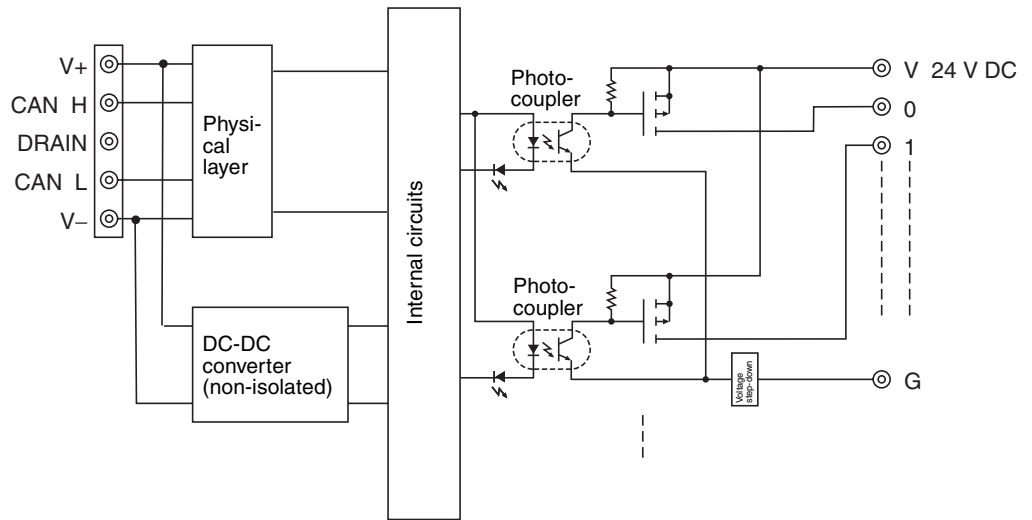 V+
CAN H
DRAIN
CAN L
V–
Physi-
cal
layer
DC-DC
converter
(non-isolated)
Internal circuits
Photo-
coupler
Photo-
coupler
Voltage
step-down
V 24 V DC
0
1
G